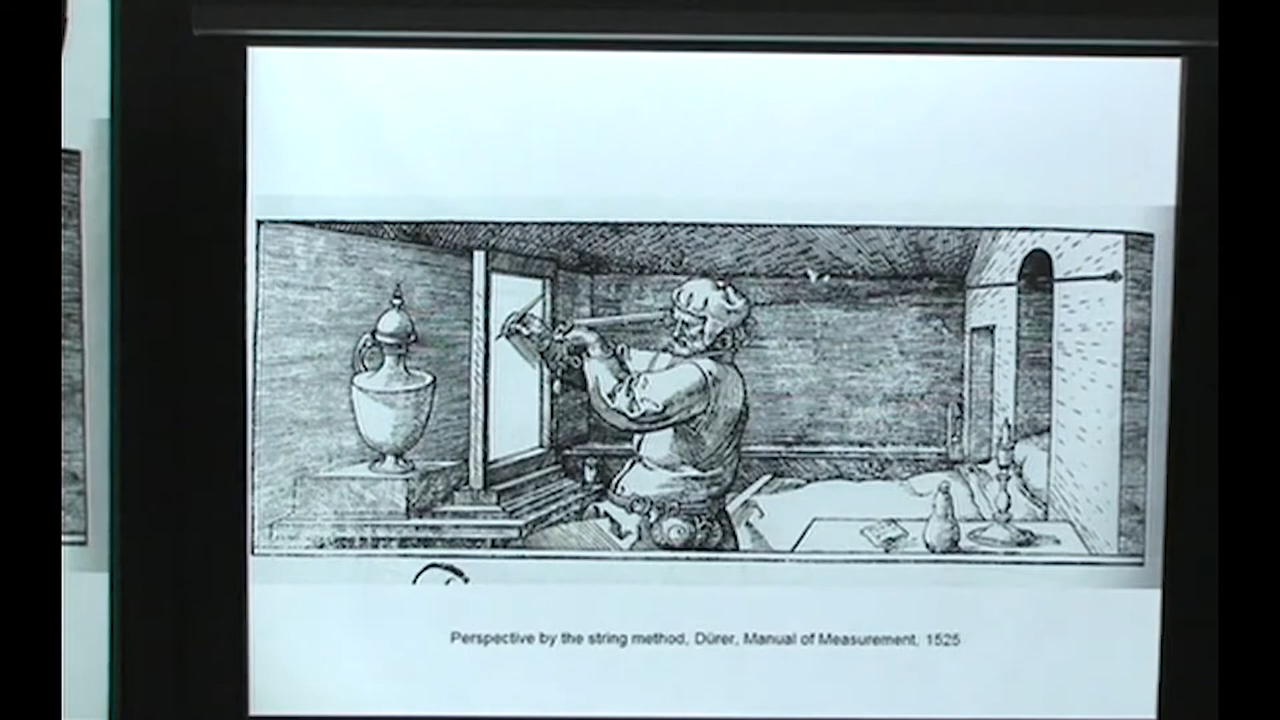 Perspective by the string method, Dürer, Manual of Measurement, 1525